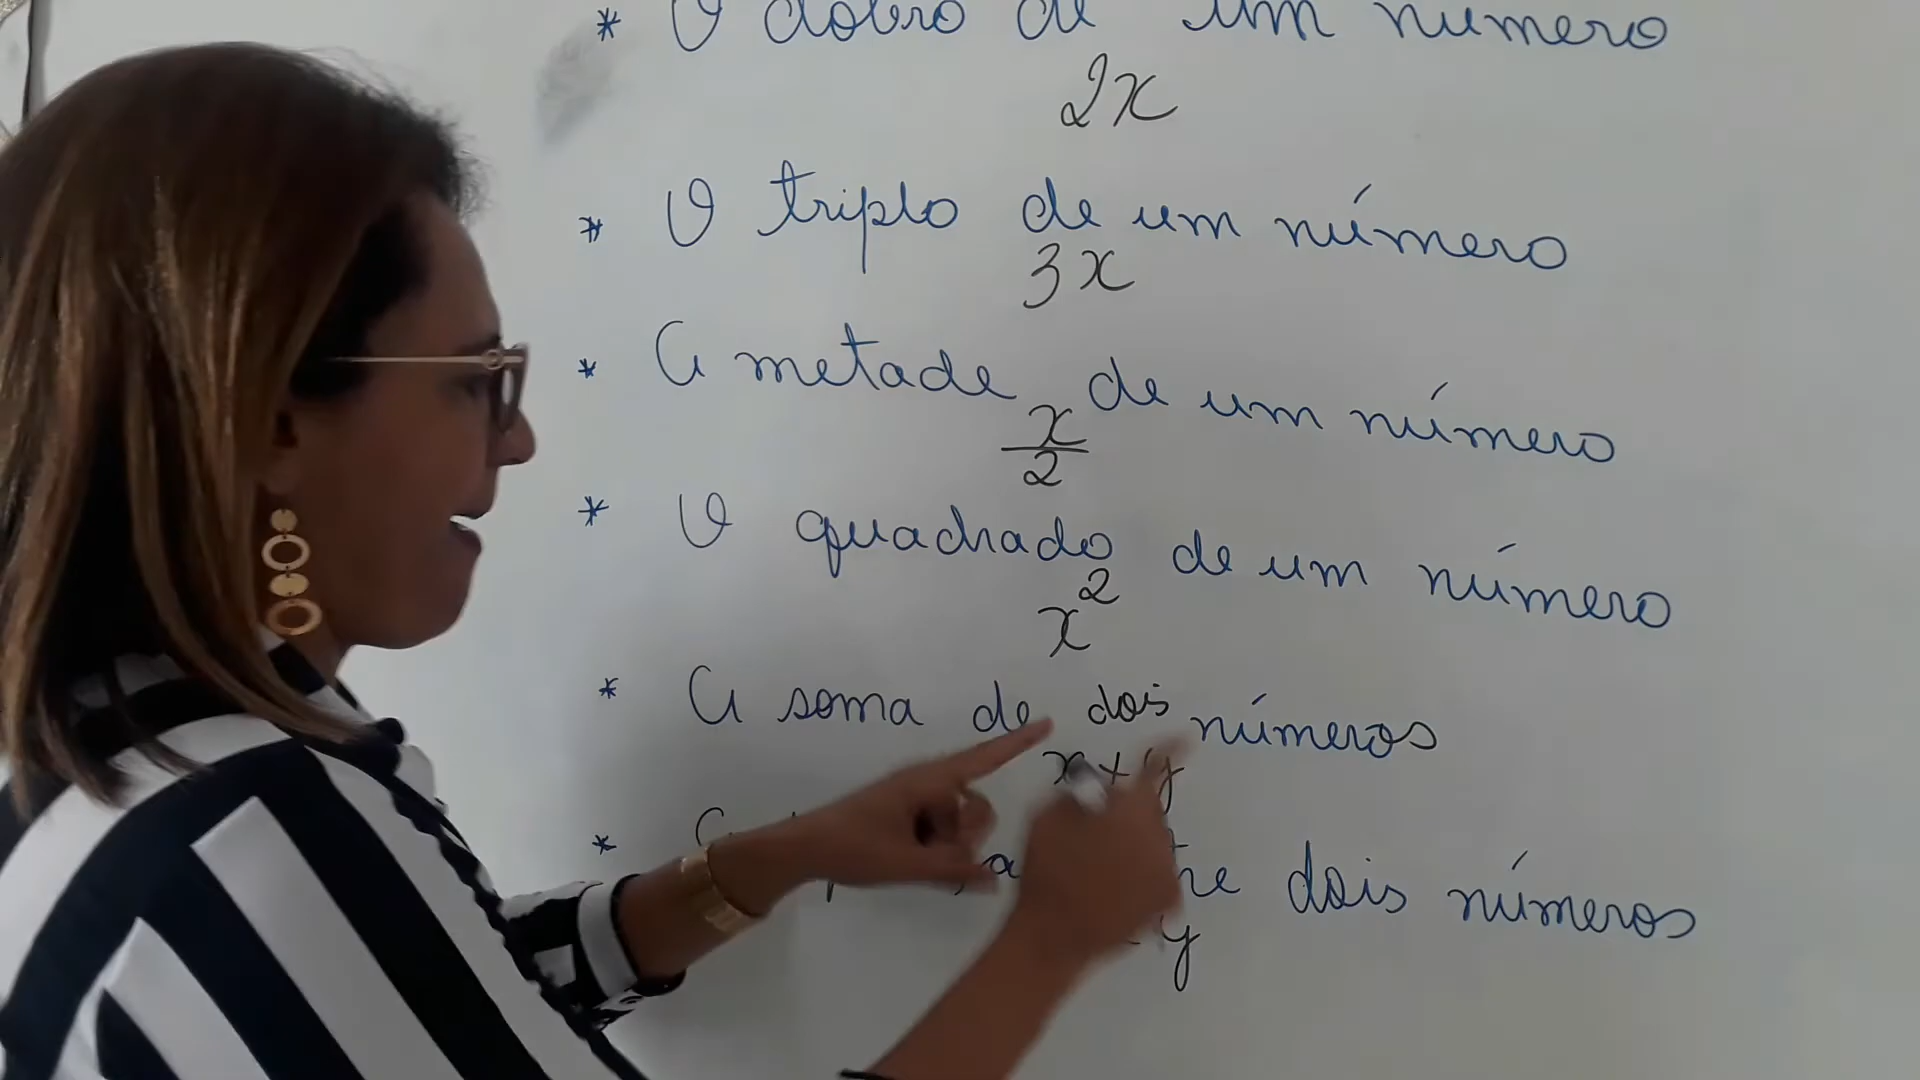 * O dobro de um número
2x
* O triplo de um número
3x
* A metade de um número
x/2
* O quadrado de um número
x²
* A soma de dois números
x + y
* dois números
y